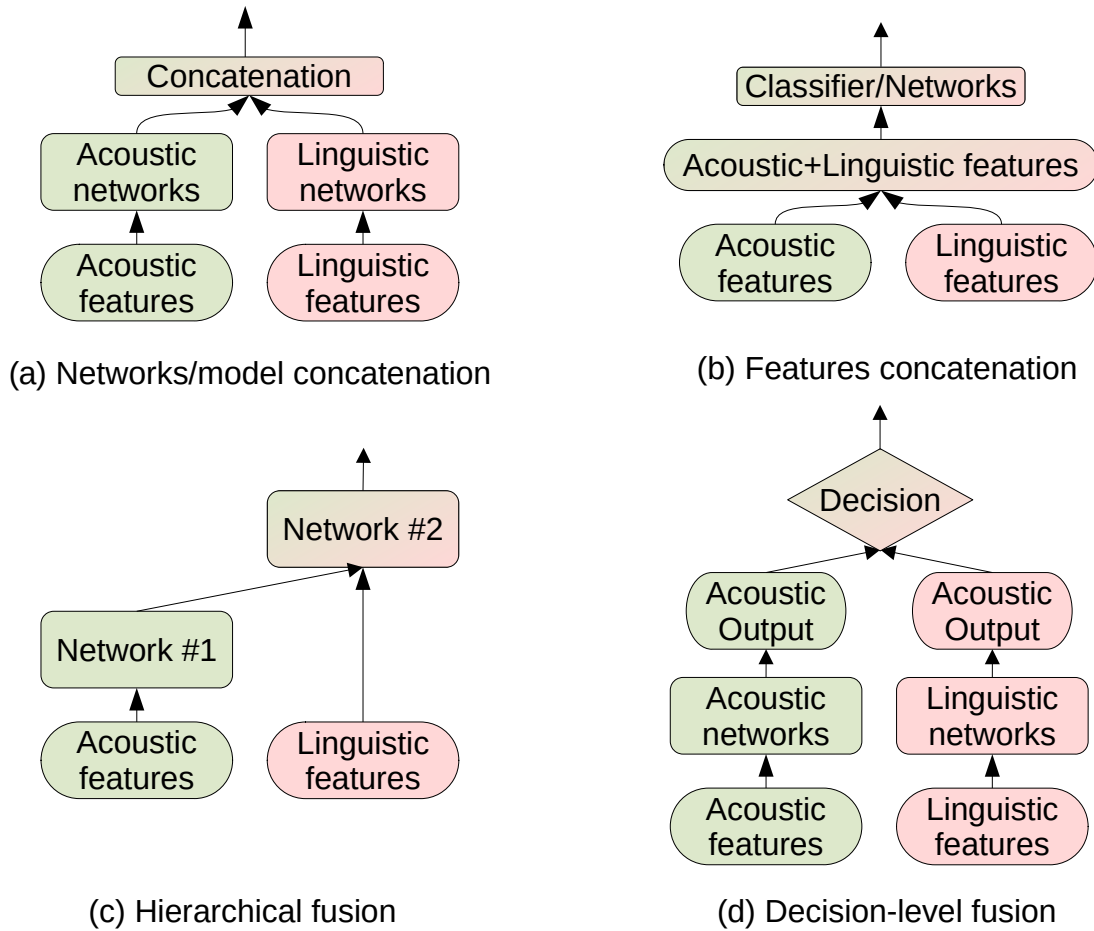 Concatenation
Acoustic
networks
Linguistic
networks
Acoustic
features
Linguistic
features
(a) Networks/model concatenation
Classifier/Networks
Acoustic+Linguistic features
Acoustic
features
Linguistic
features
(b) Features concatenation
Network #2
Network #1
Acoustic
features
Linguistic
features
(c) Hierarchical fusion
Decision
Acoustic
Output
Acoustic
Output
Acoustic
networks
Linguistic
networks
Acoustic
features
Linguistic
features
(d) Decision-level fusion